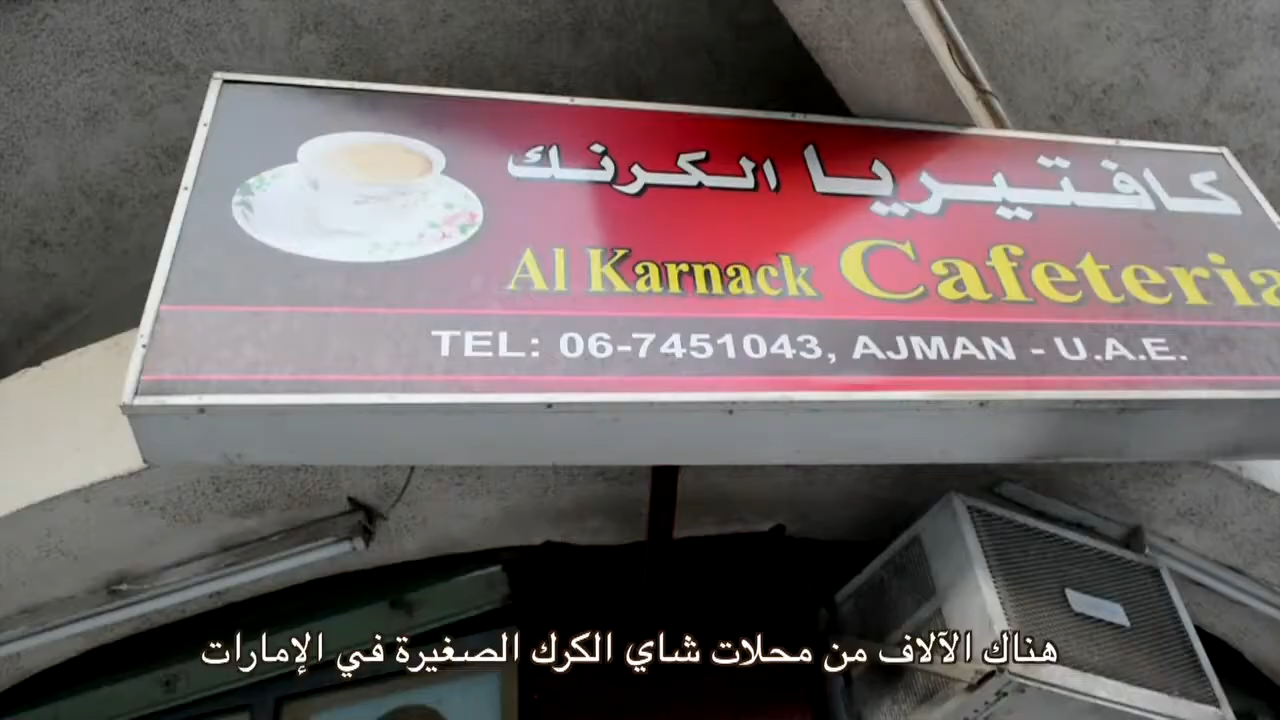 كافتيريا الكرنك
Al Karnack Cafeteria
TEL: 06-7451043, AJMAN - U.A.E.
هناك الآلاف من محلات شاي الكرك الصغيرة في الإمارات